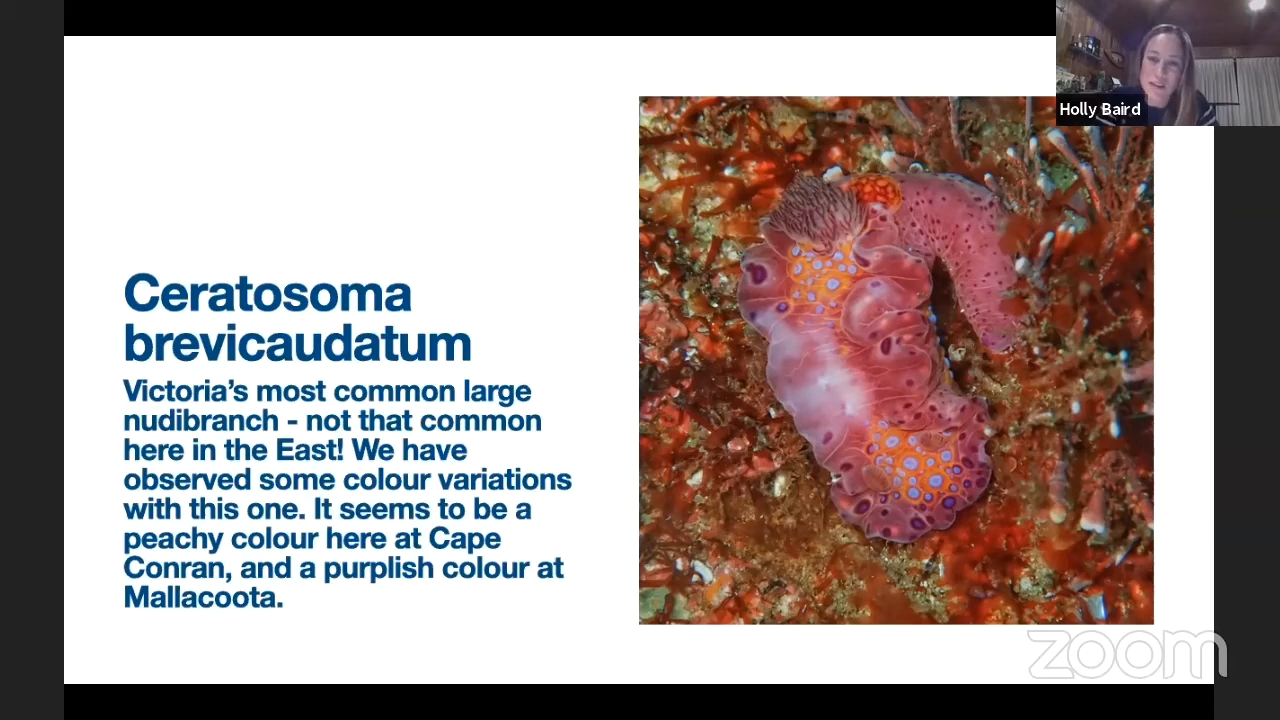 Holly Baird
Ceratosoma
brevicaudatum
Victoria’s most common large
nudibranch - not that common
here in the East! We have
observed some colour variations
with this one. It seems to be a
peachy colour here at Cape
Conran, and a purplish colour at
Mallacoota.
zoom